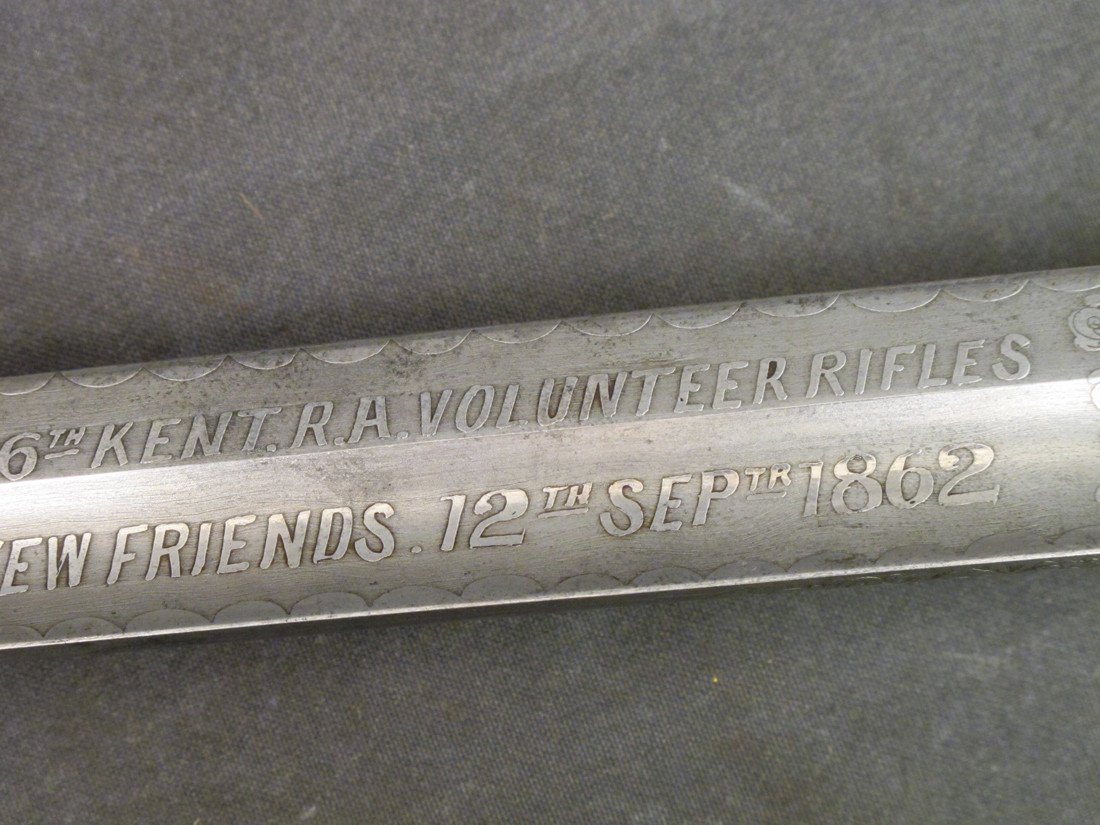 6TH KENT.R.A.VOLUNTEER RIFLES
FRIENDS . 12TH SEPTR 1862